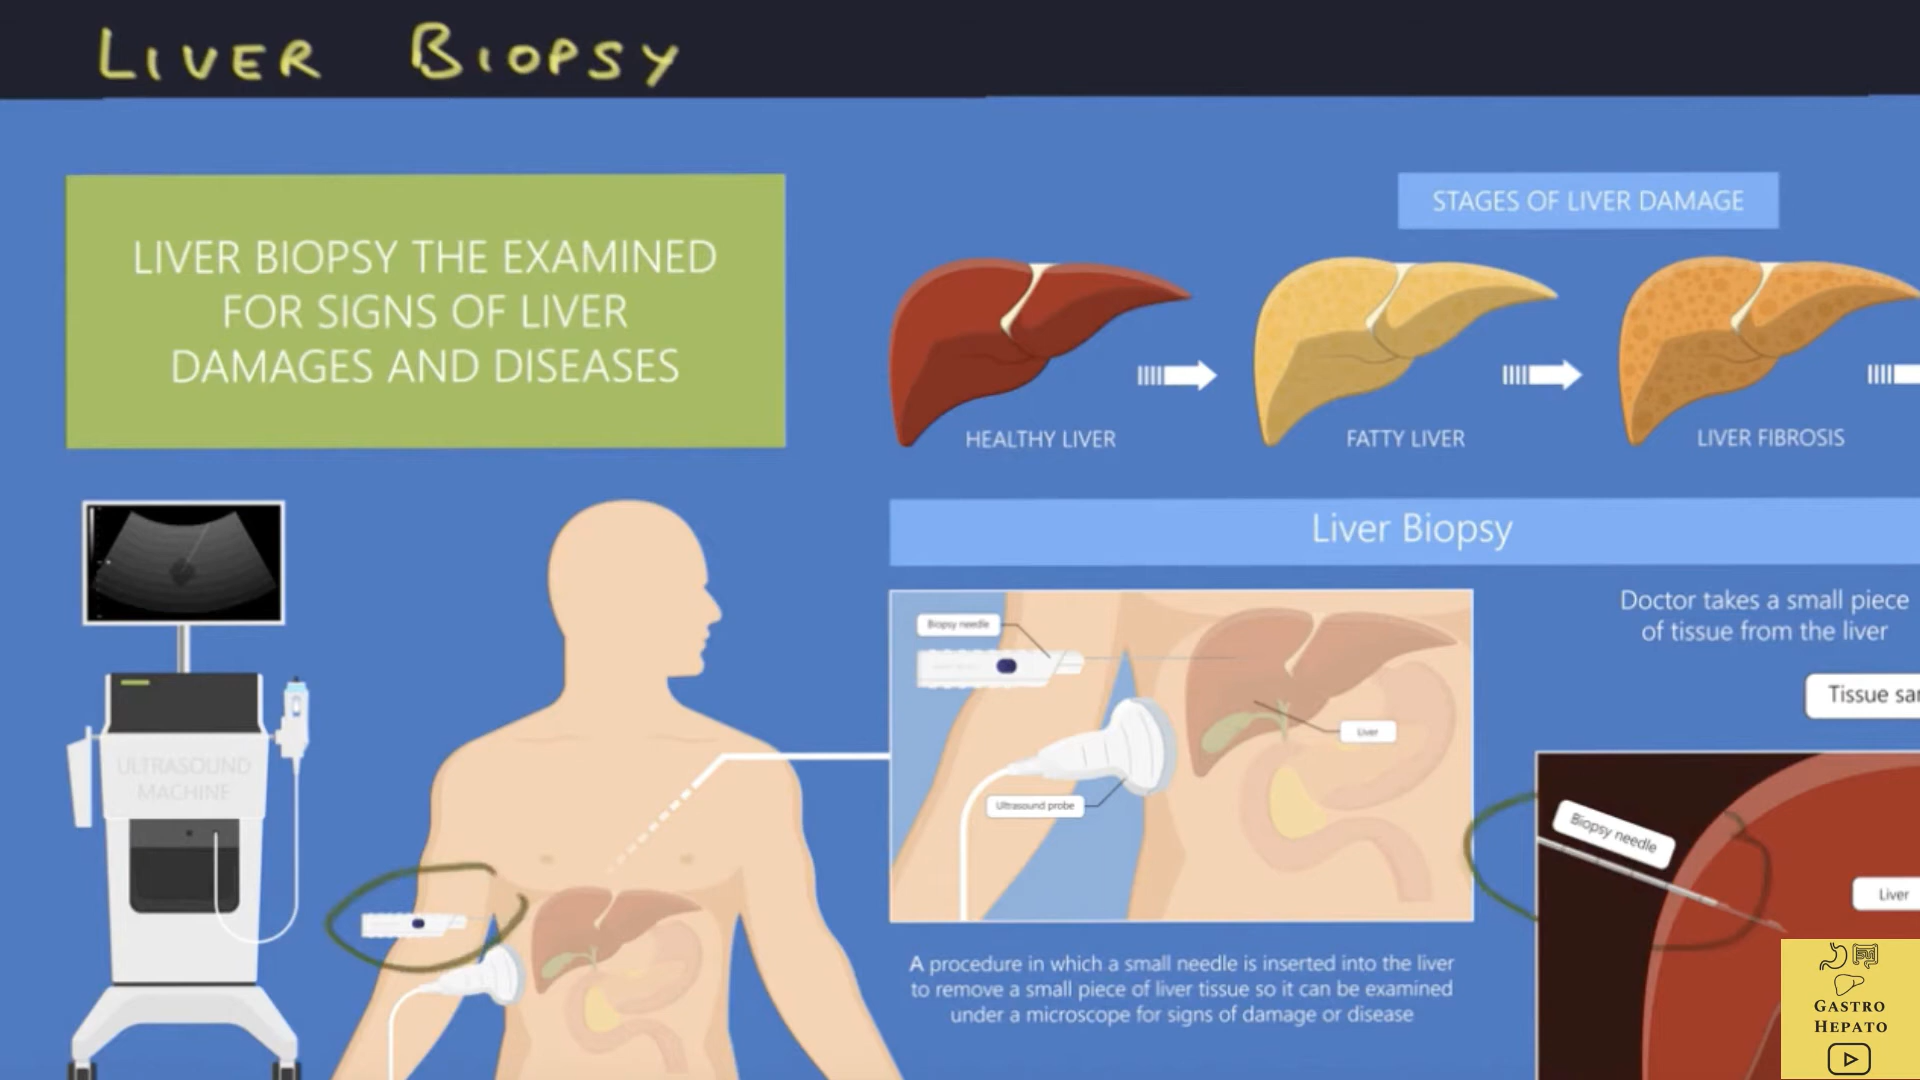 LIVER BIOPSY
LIVER BIOPSY THE EXAMINED
FOR SIGNS OF LIVER
DAMAGES AND DISEASES
STAGES OF LIVER DAMAGE
HEALTHY LIVER
FATTY LIVER
LIVER FIBROSIS
ULTRASOUND
MACHINE
Liver Biopsy
Biopsy needle
Liver
Ultrasound probe
A procedure in which a small needle is inserted into the liver
to remove a small piece of liver tissue so it can be examined
under a microscope for signs of damage or disease
Doctor takes a small piece
of tissue from the liver
Tissue
Biopsy needle
Liver
GASTRO
HEPATO